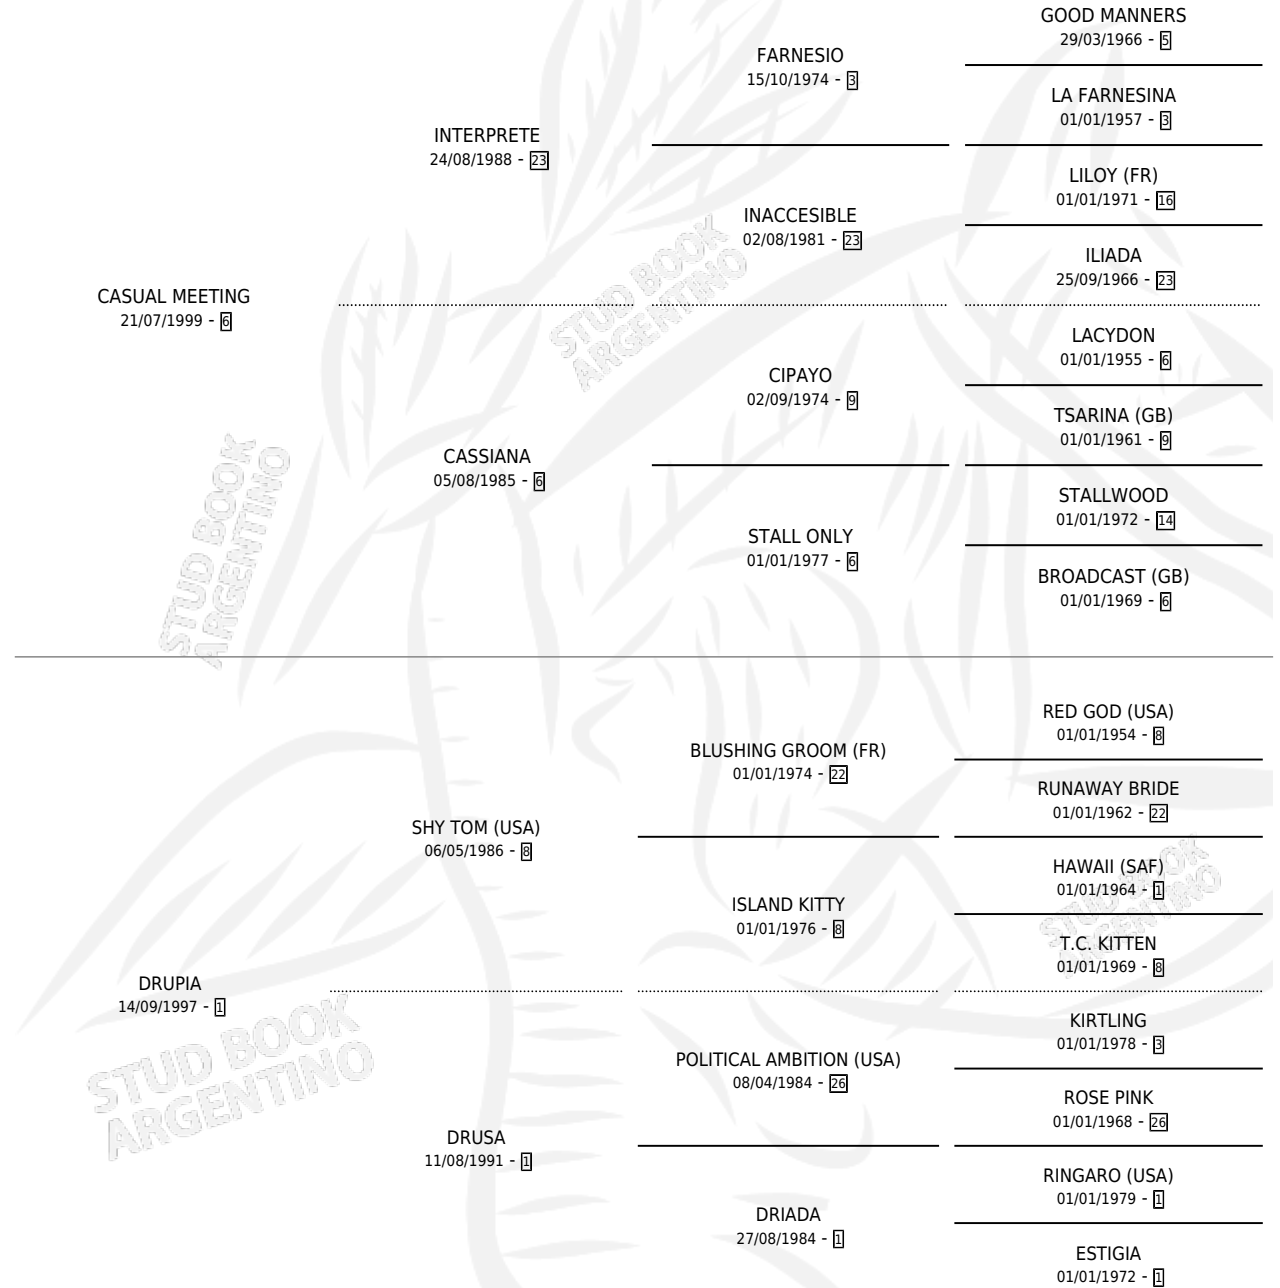 GOOD MANNERS
29/03/1966 - 5
FARNESIO
15/10/1974 - 3
LA FARNESINA
01/01/1957 - 3
INTERPRETE
24/08/1988 - 23
LILOY (FR)
01/01/1971 - 16
INACCESIBLE
02/08/1981 - 23
ILIADA
25/09/1966 - 23
CASUAL MEETING
21/07/1999 - 6
LACYDON
01/01/1955 - 6
CIPAYO
02/09/1974 - 9
TSARINA (GB)
01/01/1961 - 9
CASSIANA
05/08/1985 - 6
STALLWOOD
01/01/1972 - 14
STALL ONLY
01/01/1977 - 6
BROADCAST (GB)
01/01/1969 - 6
RED GOD (USA)
01/01/1954 - 8
BLUSHING GROOM (FR)
01/01/1974 - 22
RUNAWAY BRIDE
01/01/1962 - 22
SHY TOM (USA)
06/05/1986 - 8
HAWAII (SAF)
01/01/1964 - 1
ISLAND KITTY
01/01/1976 - 8
T.C. KITTEN
01/01/1969 - 8
DRUPIA
14/09/1997 - 1
KIRTLING
01/01/1978 - 3
POLITICAL AMBITION (USA)
08/04/1984 - 26
ROSE PINK
01/01/1968 - 26
DRUSA
11/08/1991 - 1
RINGARO (USA)
01/01/1979 - 1
DRIADA
27/08/1984 - 1
ESTIGIA
01/01/1972 - 1
STUD BOOK
ARGENTINO
STUD BOOK
ARGENTINO
STUD BOOK
ARGENTINO
STUD BOOK
ARGENTINO